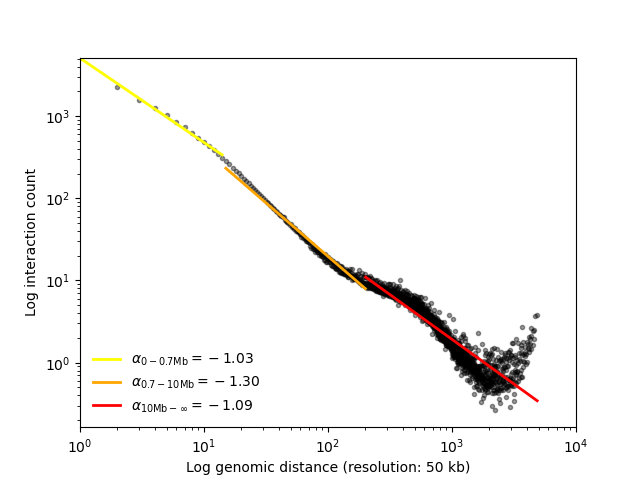 10³
10²
10¹
10⁰
Log interaction count
α₀₋₀.₇Mb = −1.03
α₀.₇₋₁₀Mb = −1.30
α₁₀Mb₋∞ = −1.09
10⁰ 10¹ 10² 10³ 10⁴
Log genomic distance (resolution: 50 kb)